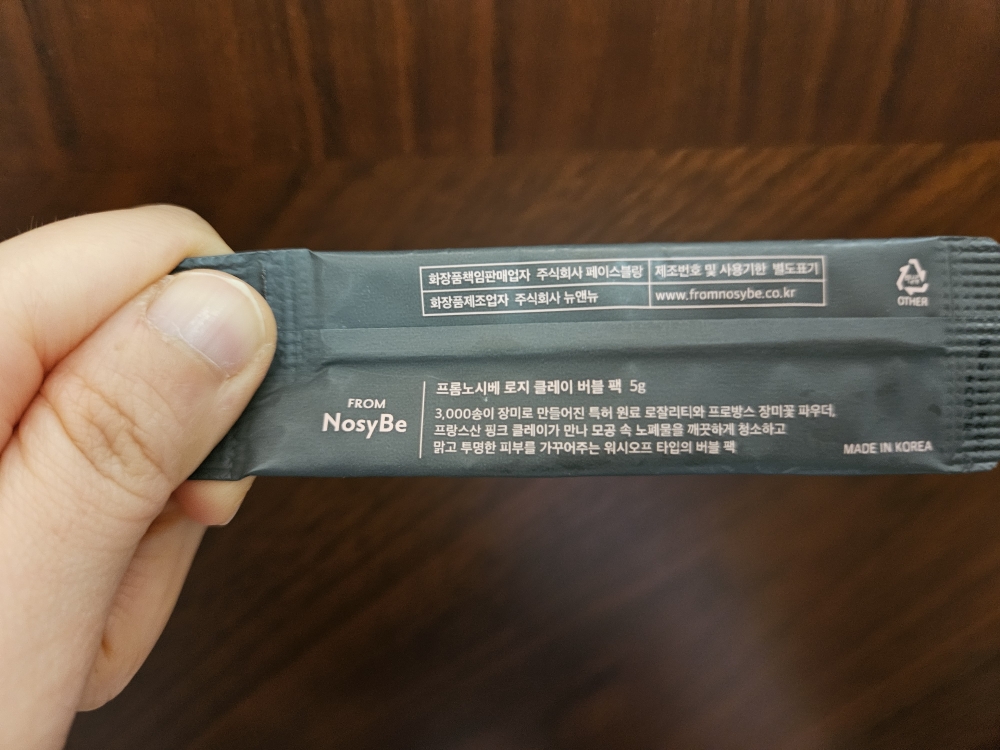 화장품책임판매업자 주식회사 페이스블랑
제조번호 및 사용기한 별도표기
화장품제조업자 주식회사 뉴앤뉴
www.fromnosybe.co.kr
OTHER
FROM
NosyBe
프롬노시베 로지 클레이 버블 팩 5g
3,000송이 장미로 만들어진 특허 원료 로잘리티와 프로방스 장미꽃 파우더,
프랑스산 핑크 클레이가 만나 모공 속 노폐물을 깨끗하게 청소하고
맑고 투명한 피부를 가꾸어주는 워시오프 타입의 버블 팩
MADE IN KOREA